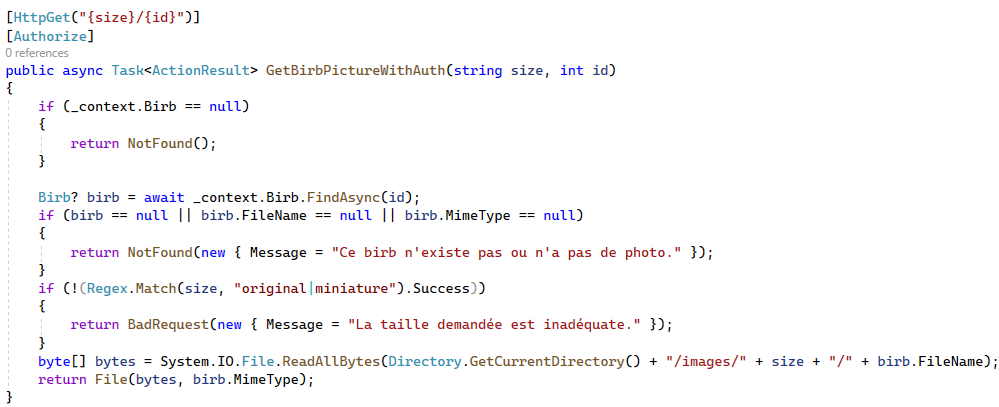 [HttpGet("{size}/{id}")]
[Authorize]
0 references
public async Task<ActionResult> GetBirbPictureWithAuth(string size, int id)
{
    if (_context.Birb == null)
    {
        return NotFound();
    }

    Birb? birb = await _context.Birb.FindAsync(id);
    if (birb == null || birb.FileName == null || birb.MimeType == null)
    {
        return NotFound(new { Message = "Ce birb n'existe pas ou n'a pas de photo." });
    }
    if (!(Regex.Match(size, "original|miniature").Success))
    {
        return BadRequest(new { Message = "La taille demandée est inadéquate." });
    }
    byte[] bytes = System.IO.File.ReadAllBytes(Directory.GetCurrentDirectory() + "/images/" + size + "/" + birb.FileName);
    return File(bytes, birb.MimeType);
}